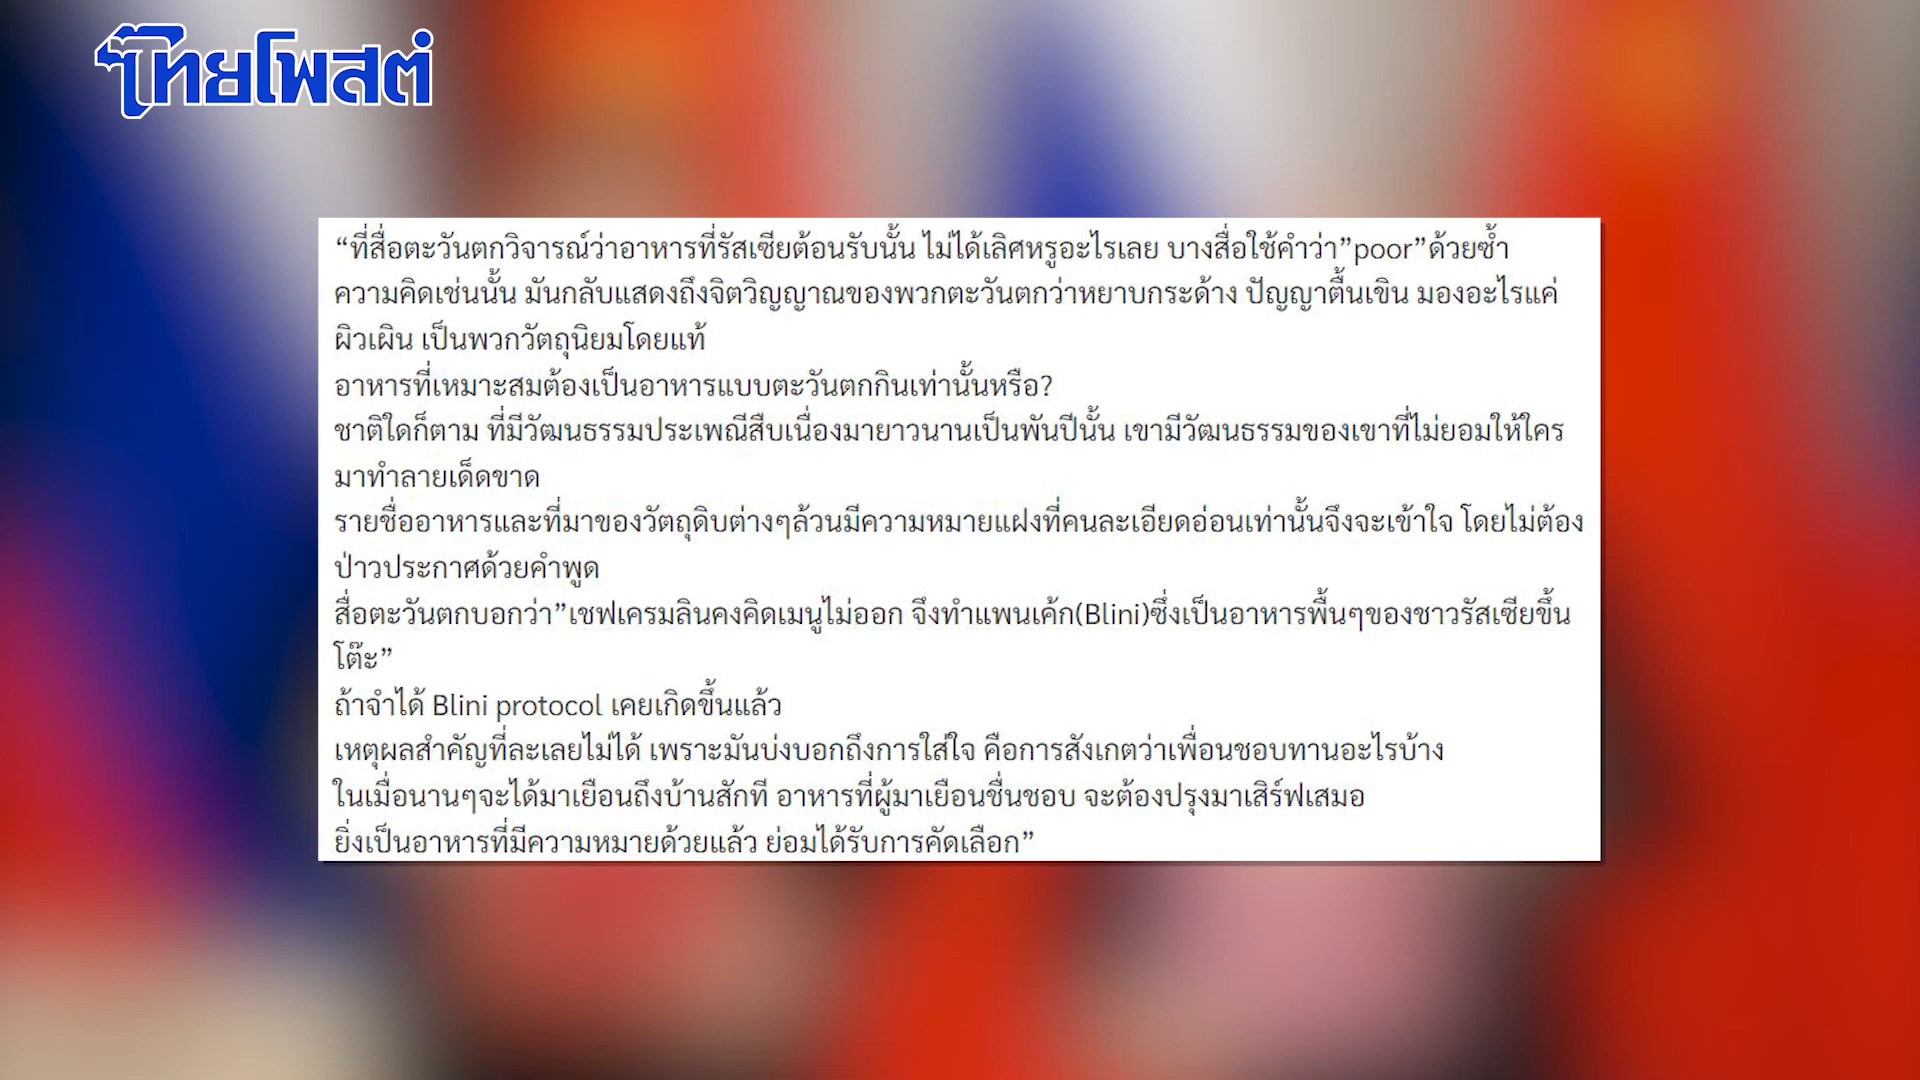 ไทยโพสต์
“ที่สื่อตะวันตกวิจารณ์ว่าอาหารที่รัสเซียต้อนรับนั้น ไม่ได้เลิศหรูอะไรเลย บางสื่อใช้คำว่า”poor”ด้วยซ้ำ
ความคิดเช่นนั้น มันกลับแสดงถึงจิตวิญญาณของพวกตะวันตกว่าหยาบกระด้าง ปัญญาตื้นเขิน มองอะไรแค่
ผิวเผิน เป็นพวกวัตถุนิยมโดยแท้
อาหารที่เหมาะสมต้องเป็นอาหารแบบตะวันตกกินเท่านั้นหรือ?
ชาติใดก็ตาม ที่มีวัฒนธรรมประเพณีสืบเนื่องมายาวนานเป็นพันปีนั้น เขามีวัฒนธรรมของเขาที่ไม่ยอมให้ใคร
มาทำลายเด็ดขาด
รายชื่ออาหารและที่มาของวัตถุดิบต่างๆล้วนมีความหมายแฝงที่คนละเอียดอ่อนเท่านั้นจึงจะเข้าใจ โดยไม่ต้อง
ป่าวประกาศด้วยคำพูด
สื่อตะวันตกบอกว่า”เชฟเครมลินคงคิดเมนูไม่ออก จึงทำแพนเค้ก(Blini)ซึ่งเป็นอาหารพื้นๆของชาวรัสเซียขึ้น
โต๊ะ”
ถ้าจำได้ Blini protocol เคยเกิดขึ้นแล้ว
เหตุผลสำคัญที่ละเลยไม่ได้ เพราะมันบ่งบอกถึงการใส่ใจ คือการสังเกตว่าเพื่อนชอบทานอะไรบ้าง
ในเมื่อนานๆจะได้มาเยือนถึงบ้านสักที อาหารที่ผู้มาเยือนชื่นชอบ จะต้องปรุงมาเสิร์ฟเสมอ
ยิ่งเป็นอาหารที่มีความหมายด้วยแล้ว ย่อมได้รับการคัดเลือก”